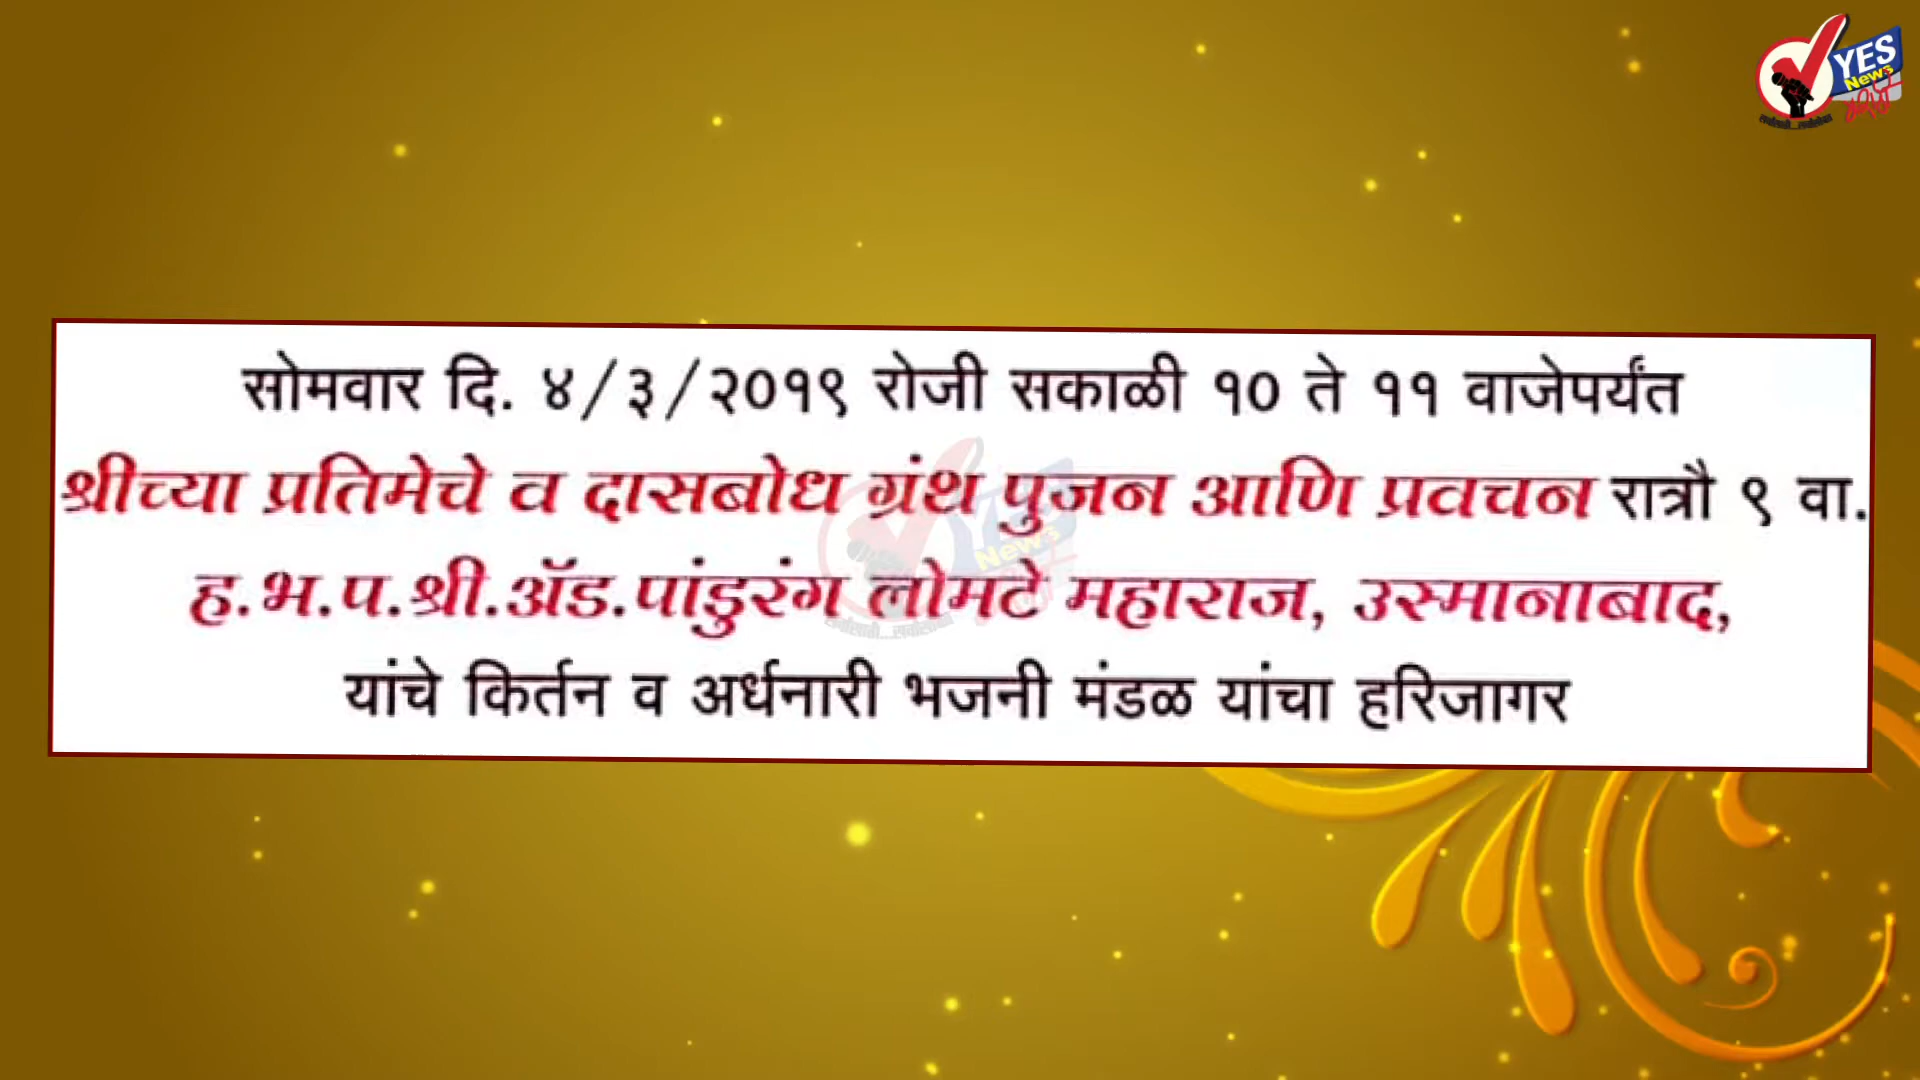 YES
News
सोमवार दि. ४/३/२०१९ रोजी सकाळी १० ते ११ वाजेपर्यंत
श्रीच्या प्रतिमेचे व दासबोध ग्रंथ पुजन आणि प्रवचन रात्रौ ९ वा.
ह.भ.प.श्री.ॲड.पांडुरंग लोमटे महाराज, उस्मानाबाद,
यांचे किर्तन व अर्धनारी भजनी मंडळ यांचा हरिजागर